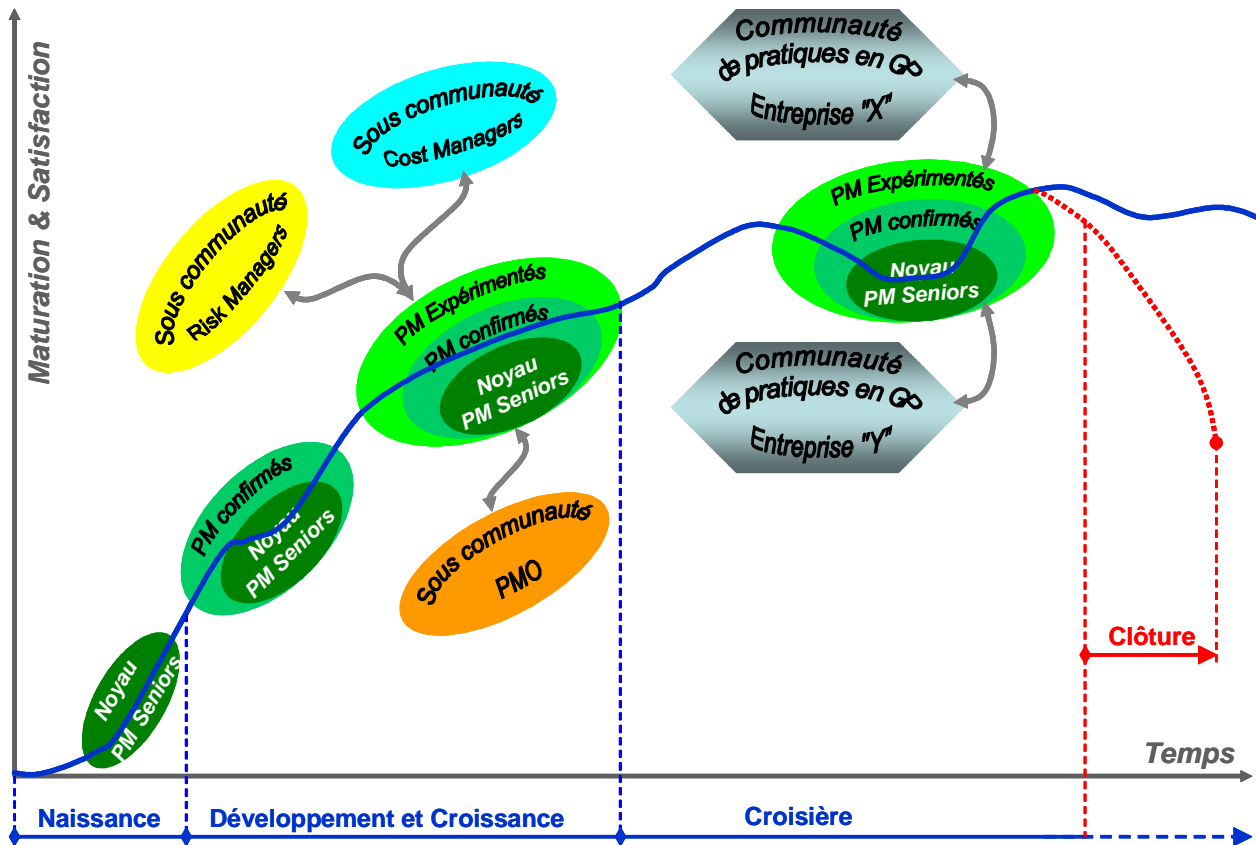 Maturation & Satisfaction
Communauté
de pratiques en GP
Entreprise "X"
Sous communauté
Cost Managers
Sous communauté
Risk Managers
PM Expérimentés
PM confirmés
Noyau
PM Seniors
PM Expérimentés
PM confirmés
Noyau
PM Seniors
Communauté
de pratiques en GP
Entreprise "Y"
PM confirmés
Noyau
PM Seniors
Sous communauté
PMO
Noyau
PM Seniors
Clôture
Temps
Naissance
Développement et Croissance
Croisière